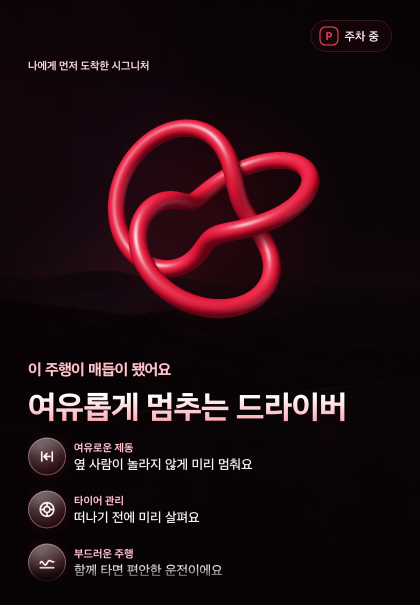 P 주차 중
나에게 먼저 도착한 시그니처
이 주행이 매듭이 됐어요
여유롭게 멈추는 드라이버
여유로운 제동
옆 사람이 놀라지 않게 미리 멈춰요
타이어 관리
떠나기 전에 미리 살펴요
부드러운 주행
함께 타면 편안한 운전이에요